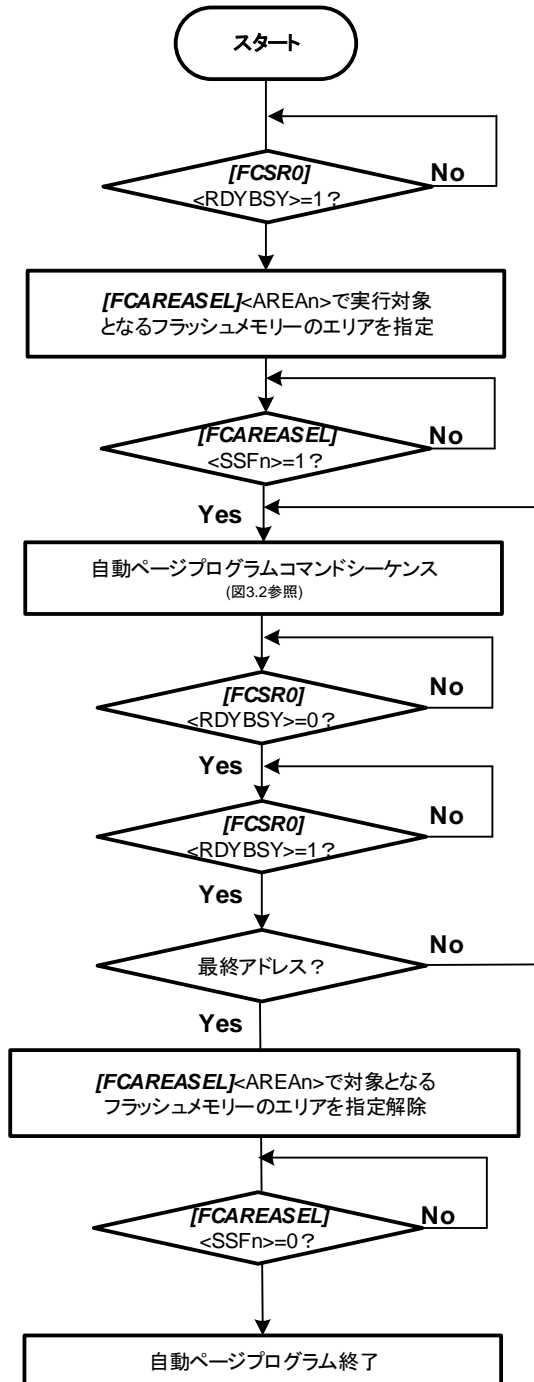 スタート
[FCSR0]
<RDYBSY>=1?
No
[FCAREASEL]<AREAn>で実行対象
となるフラッシュメモリーのエリアを指定
[FCAREASEL]
<SSFn>=1?
No
Yes
自動ページプログラムコマンドシーケンス
(図3.2参照)
[FCSR0]
<RDYBSY>=0?
No
Yes
[FCSR0]
<RDYBSY>=1?
No
Yes
最終アドレス?
No
Yes
[FCAREASEL]<AREAn>で対象となる
フラッシュメモリーのエリアを指定解除
[FCAREASEL]
<SSFn>=0?
No
自動ページプログラム終了